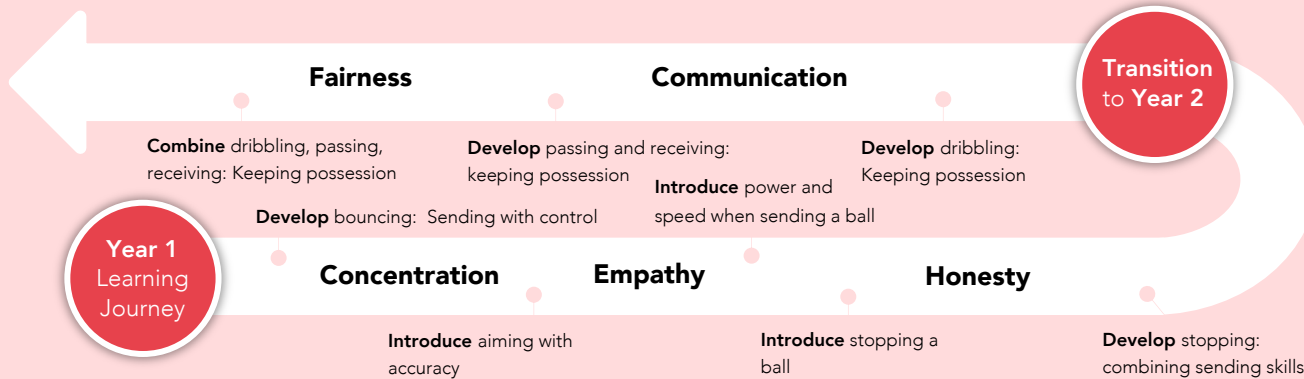 Fairness
Communication
Transition
to Year 2
Combine dribbling, passing,
receiving: Keeping possession
Develop passing and receiving:
keeping possession
Develop dribbling:
Keeping possession
Introduce power and
speed when sending a ball
Develop bouncing: Sending with control
Year 1
Learning
Journey
Concentration
Empathy
Honesty
Introduce aiming with
accuracy
Introduce stopping a
ball
Develop stopping:
combining sending skills